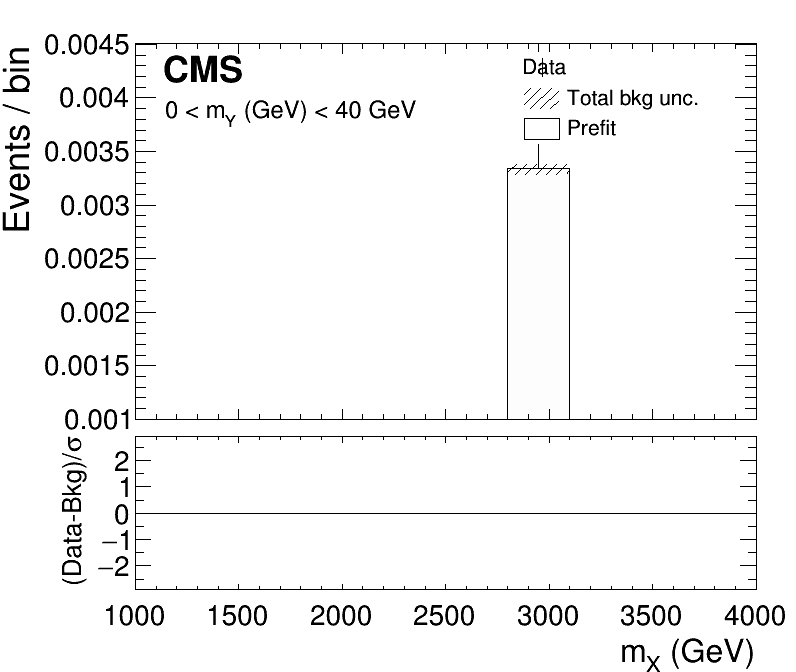 CMS
0 < mY (GeV) < 40 GeV
Data
Total bkg unc.
Prefit
Events / bin
0.0045
0.004
0.0035
0.003
0.0025
0.002
0.0015
0.001
(Data-Bkg)/σ
2
1
0
−1
−2
1000 1500 2000 2500 3000 3500 4000
mX (GeV)